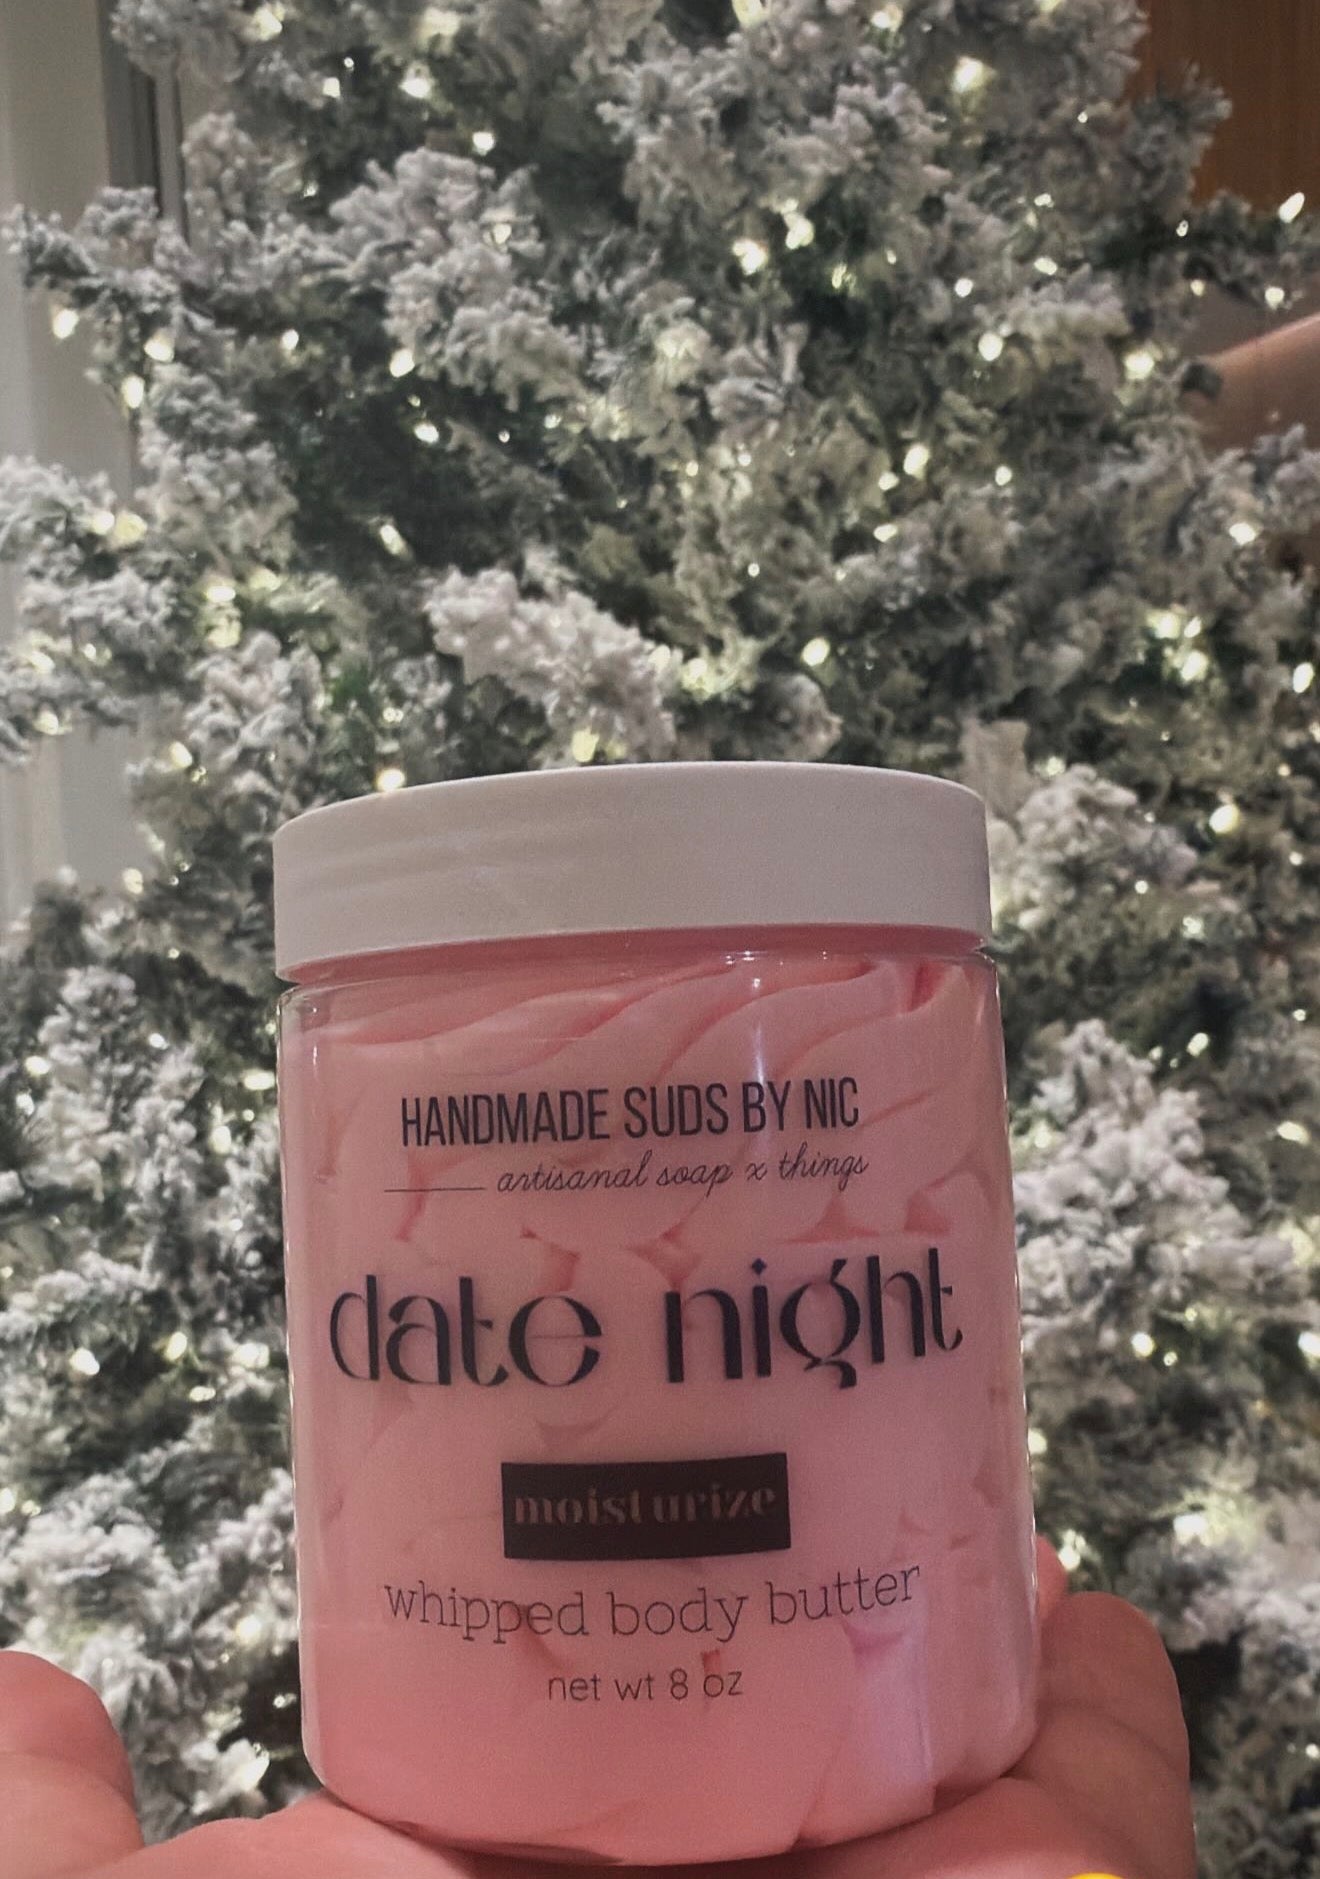 HANDMADE SUDS BY NIC
artisanal soap x things
date night
moisturize
whipped body butter
net wt 8 oz